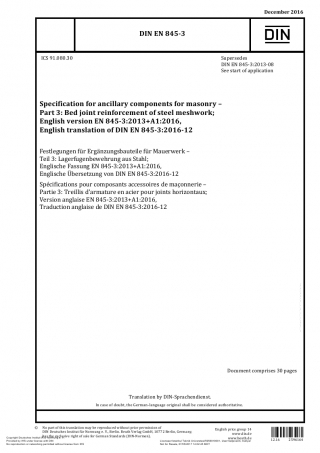 December 2016
DIN EN 845-3
DIN
ICS 91.080.30
Supersedes
DIN EN 845-3:2013-08
See start of application
Specification for ancillary components for masonry –
Part 3: Bed joint reinforcement of steel meshwork;
English version EN 845-3:2013+A1:2016,
English translation of DIN EN 845-3:2016-12
Festlegungen für Ergänzungsbauteile für Mauerwerk –
Teil 3: Lagerfugenbewehrung aus Stahl;
Englische Fassung EN 845-3:2013+A1:2016,
Englische Übersetzung von DIN EN 845-3:2016-12
Spécifications pour composants accessoires de maçonnerie –
Partie 3: Treillis d'armature en acier pour joints horizontaux;
Version anglaise EN 845-3:2013+A1:2016,
Traduction anglaise de DIN EN 845-3:2016-12
Document comprises 30 pages
Translation by DIN-Sprachendienst.
In case of doubt, the German-language original shall be considered authoritative.
© No part of this translation may be reproduced without prior permission of
DIN Deutsches Institut für Normung e. V., Berlin. Beuth Verlag GmbH, 10772 Berlin, Germany,
has the exclusive right of sale for German Standards (DIN-Normen).
English price group 14
www.din.de
www.beuth.de